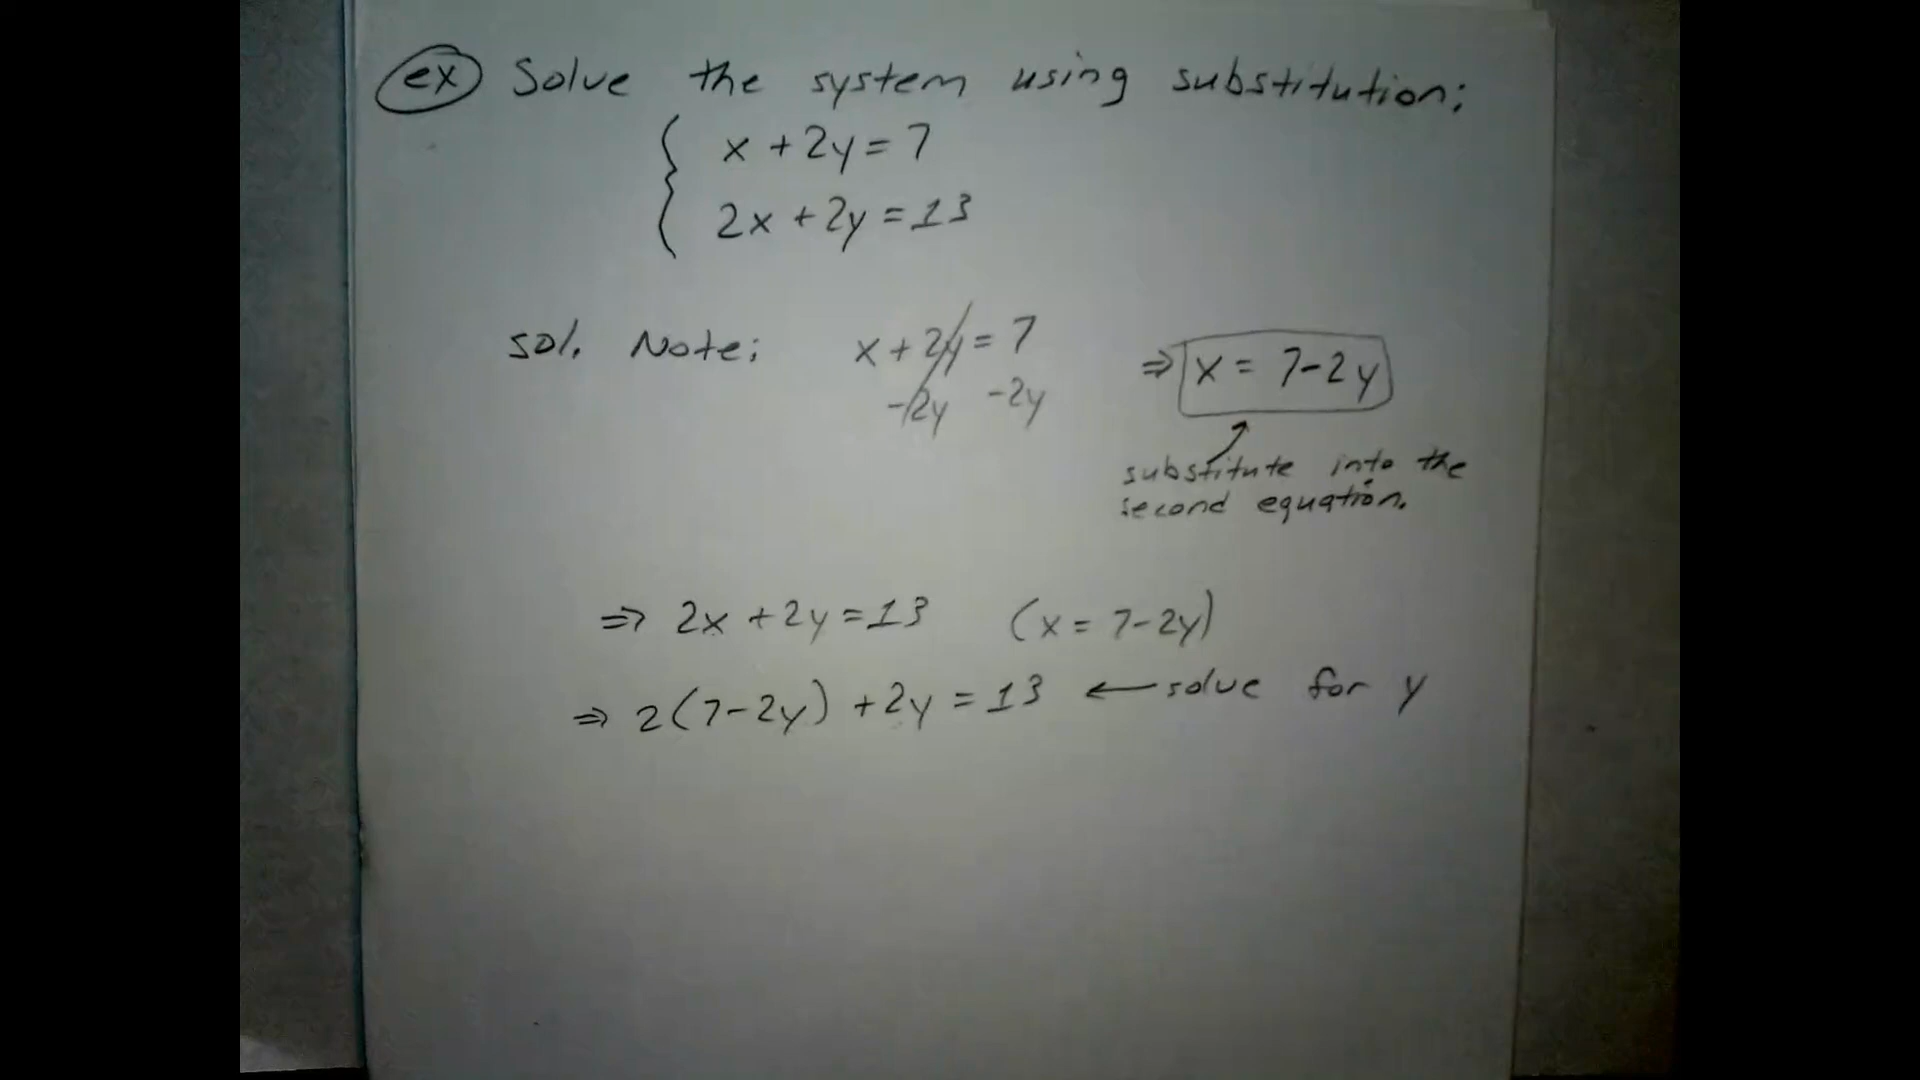 ex Solve the system using substitution:
x + 2y = 7
2x + 2y = 13
sol. Note: x + 2y = 7 ⇒ x = 7-2y
-2y -2y
substitute into the
second equation.
⇒ 2x + 2y = 13 (x = 7-2y)
⇒ 2(7-2y) + 2y = 13 ← solve for y